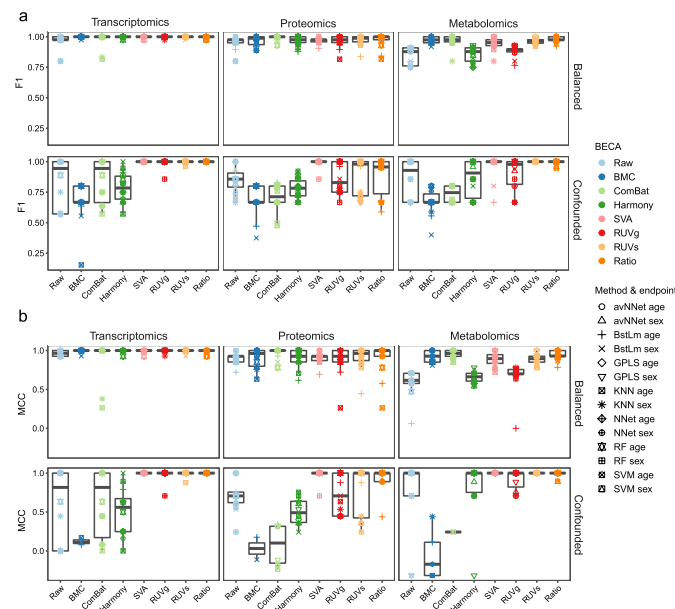 a
Transcriptomics Proteomics Metabolomics
1.00
0.75
0.50
0.25
F1
Balanced
1.00
0.75
0.50
0.25
F1
Confounded
Raw BMC ComBat Harmony SVA RUVg RUVs Ratio
Raw BMC ComBat Harmony SVA RUVg RUVs Ratio
Raw BMC ComBat Harmony SVA RUVg RUVs Ratio
b
Transcriptomics Proteomics Metabolomics
1.0
0.5
0.0
MCC
Balanced
1.0
0.5
0.0
MCC
Confounded
Raw BMC ComBat Harmony SVA RUVg RUVs Ratio
Raw BMC ComBat Harmony SVA RUVg RUVs Ratio
Raw BMC ComBat Harmony SVA RUVg RUVs Ratio
BECA
Raw
BMC
ComBat
Harmony
SVA
RUVg
RUVs
Ratio
Method & endpoint
avNNet age
avNNet sex
BstLm age
BstLm sex
GPLS age
GPLS sex
KNN age
KNN sex
NNet age
NNet sex
RF age
RF sex
SVM age
SVM sex